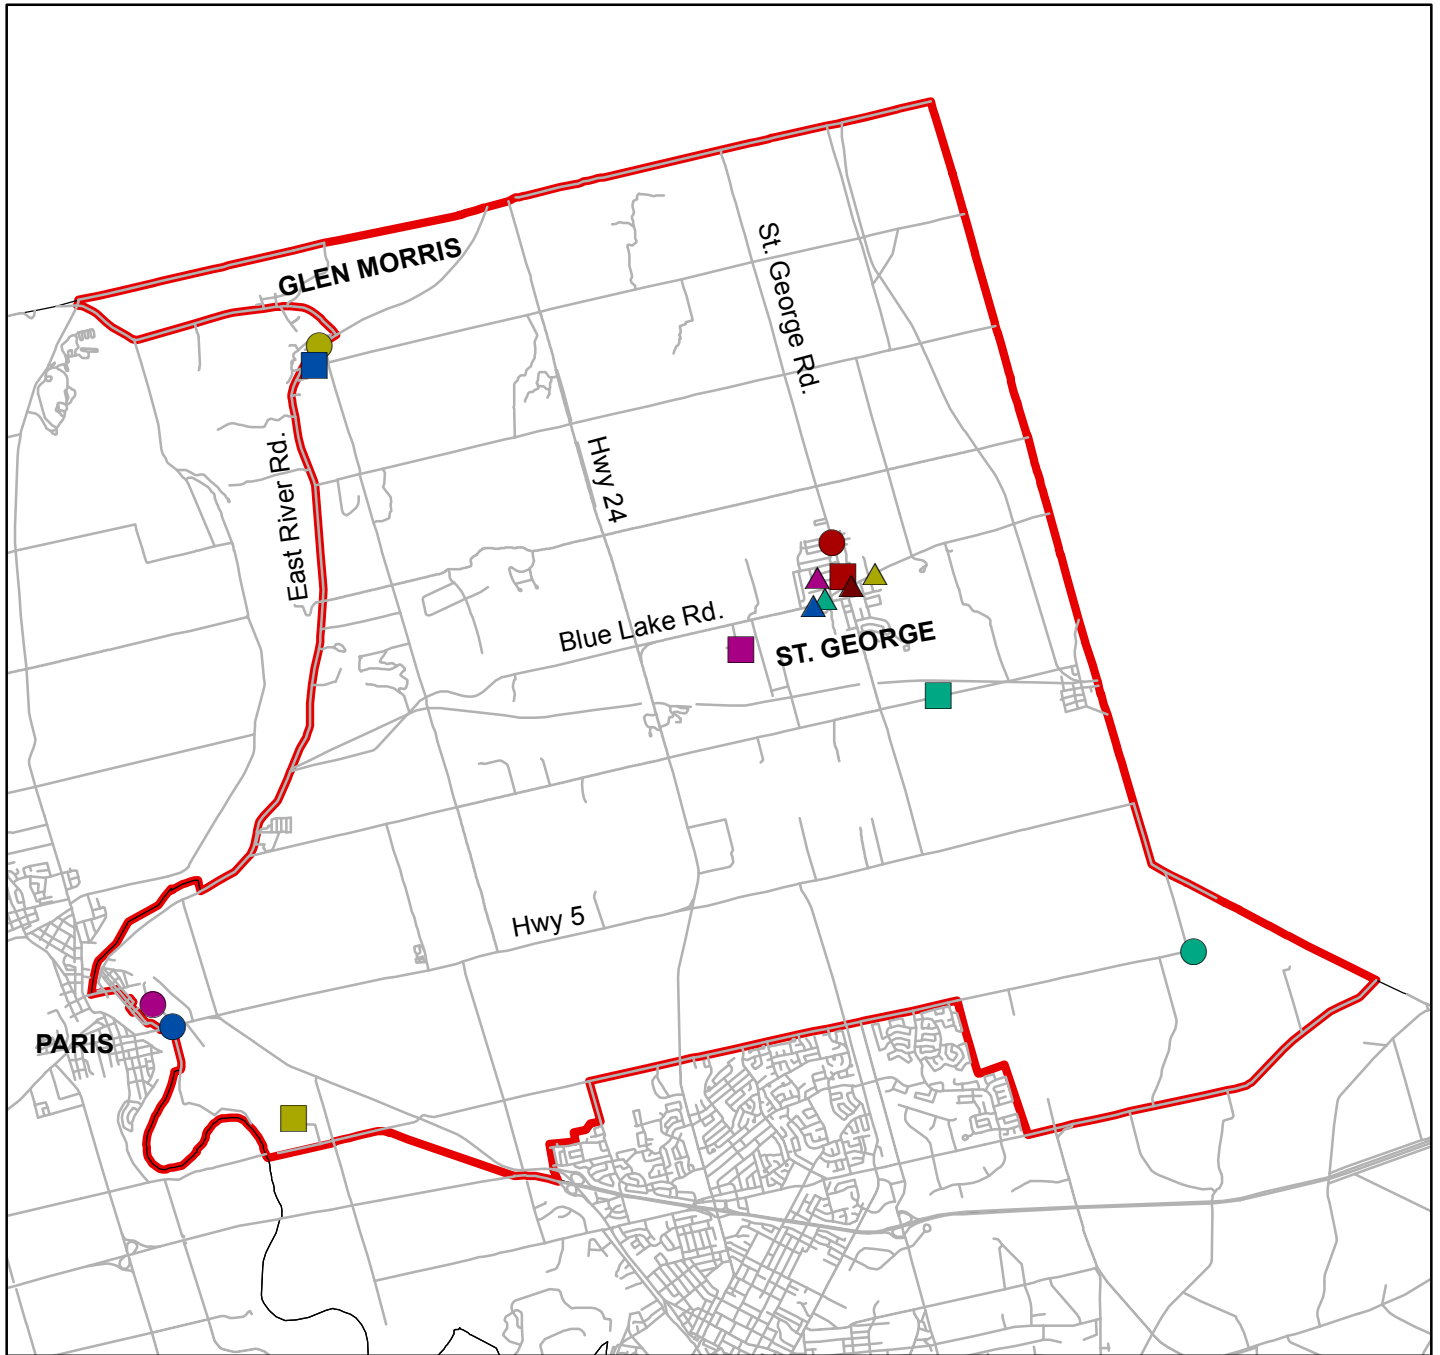 GLEN MORRIS
St. George Rd.
East River Rd.
Hwy 24
Blue Lake Rd.
ST. GEORGE
Hwy 5
PARIS